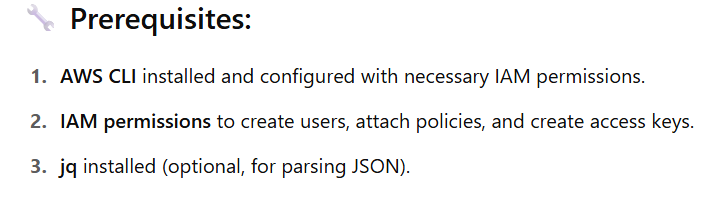 🔧 Prerequisites:
1. AWS CLI installed and configured with necessary IAM permissions.
2. IAM permissions to create users, attach policies, and create access keys.
3. jq installed (optional, for parsing JSON).